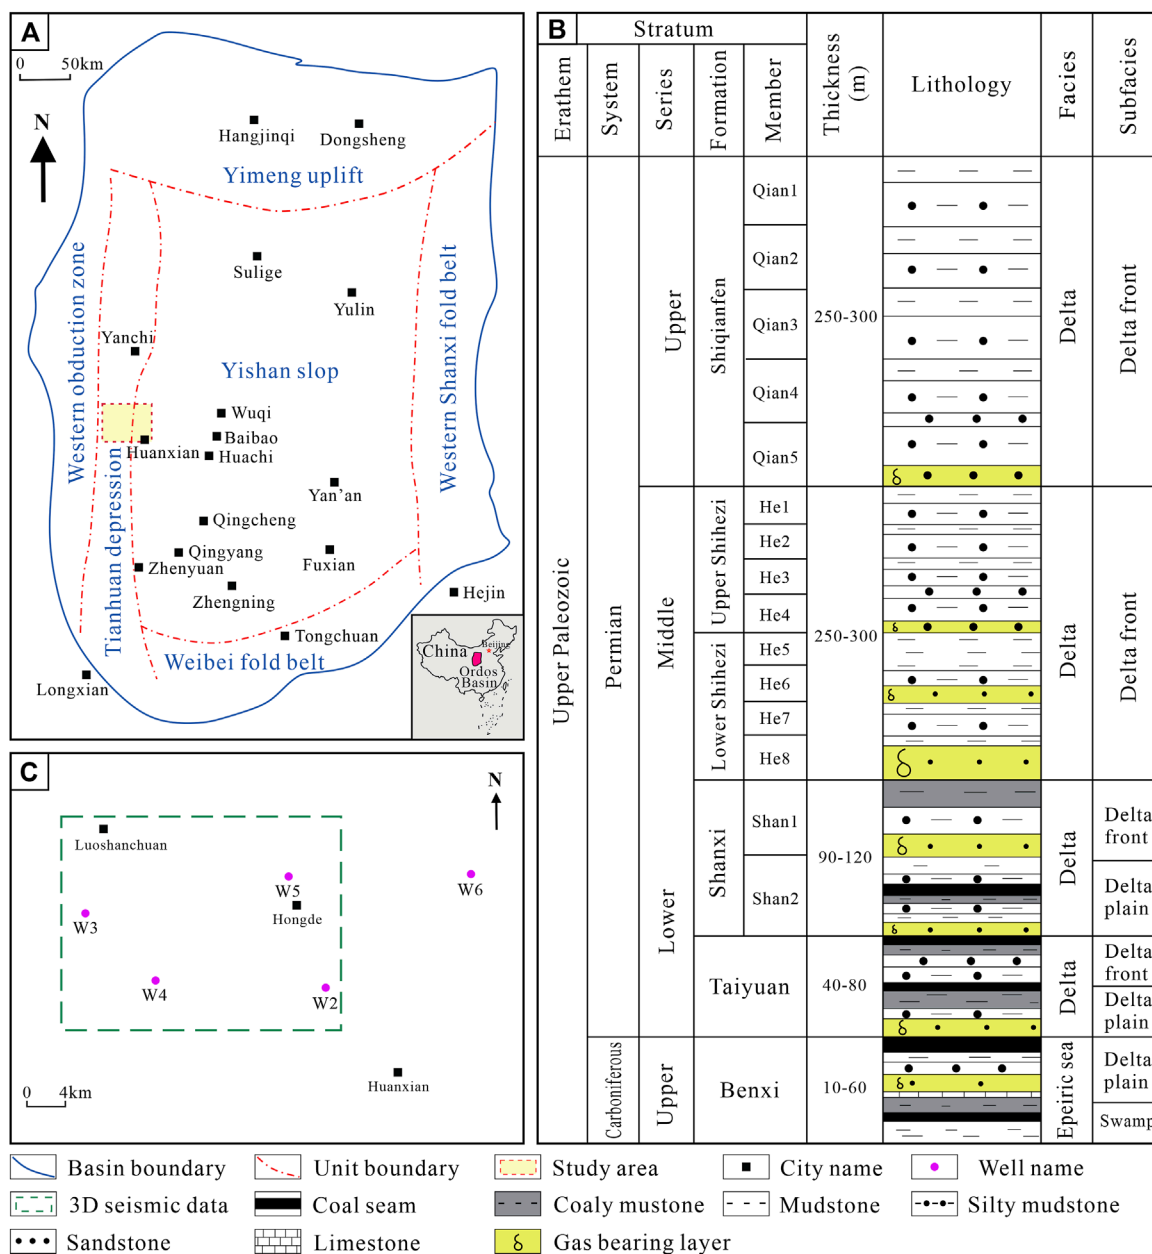 A
0 50km
N
Hangjinqi
Dongsheng
Yimeng uplift
Western obduction zone
Sulige
Yulin
Western Shanxi fold belt
Yanchi
Yishan slop
Wuqi
Baibao
Huanxian
Huachi
Tianhuan depression
Yan'an
Qingcheng
Qingyang
Zhenyuan
Fuxian
Zhengning
Hejin
Tongchuan
Weibei fold belt
Longxian
China
Beijing
Ordos
Basin
B
Stratum
Erathem
System
Series
Formation
Member
Thickness
(m)
Lithology
Facies
Subfacies
Upper Paleozoic
Permian
Upper
Shiqianfen
Qian1
Qian2
Qian3
Qian4
Qian5
250-300
Delta
Delta front
Middle
Upper Shihezi
He1
He2
He3
He4
Lower Shihezi
He5
He6
He7
He8
250-300
Delta
Delta front
Lower
Shanxi
Shan1
Shan2
90-120
Delta
Delta
front
Delta
plain
Taiyuan
40-80
Delta
Delta
front
Delta
plain
Carboniferous
Upper
Benxi
10-60
Epeiric sea
Delta
plain
Swamp
C
N
Luoshanchuan
W5
W6
Hongde
W3
W4
W2
Huanxian
0 4km
Basin boundary
Unit boundary
Study area
City name
Well name
3D seismic data
Coal seam
Coaly mustone
Mudstone
Silty mudstone
Sandstone
Limestone
Gas bearing layer